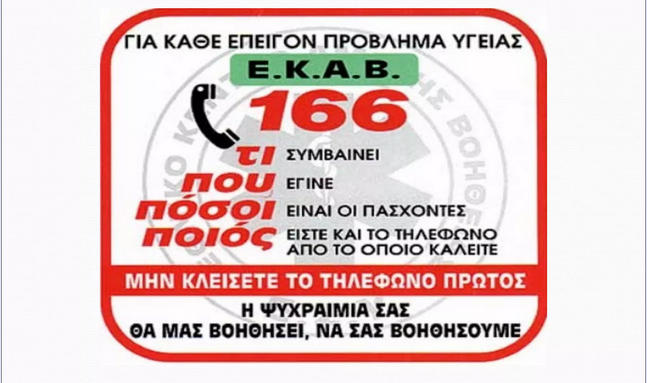 ΓΙΑ ΚΑΘΕ ΕΠΕΙΓΟΝ ΠΡΟΒΛΗΜΑ ΥΓΕΙΑΣ
Ε.Κ.Α.Β.
166
τι ΣΥΜΒΑΙΝΕΙ
που ΕΓΙΝΕ
πόσοι ΕΙΝΑΙ ΟΙ ΠΑΣΧΟΝΤΕΣ
ποιός ΕΙΣΤΕ ΚΑΙ ΤΟ ΤΗΛΕΦΩΝΟ
ΑΠΟ ΤΟ ΟΠΟΙΟ ΚΑΛΕΙΤΕ
ΜΗΝ ΚΛΕΙΣΕΤΕ ΤΟ ΤΗΛΕΦΩΝΟ ΠΡΩΤΟΣ
Η ΨΥΧΡΑΙΜΙΑ ΣΑΣ
ΘΑ ΜΑΣ ΒΟΗΘΗΣΕΙ, ΝΑ ΣΑΣ ΒΟΗΘΗΣΟΥΜΕ